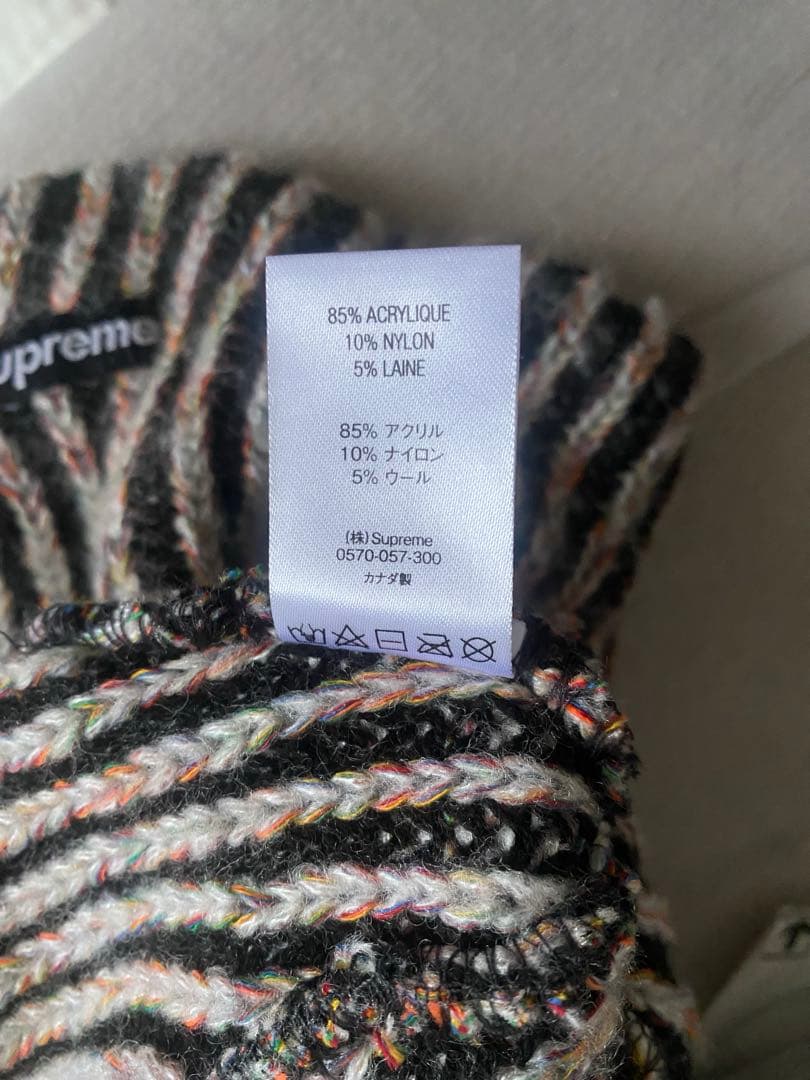 upreme
85% ACRYLIQUE
10% NYLON
5% LAINE
85% アクリル
10% ナイロン
5% ウール
(株)Supreme
0570-057-300
カナダ製